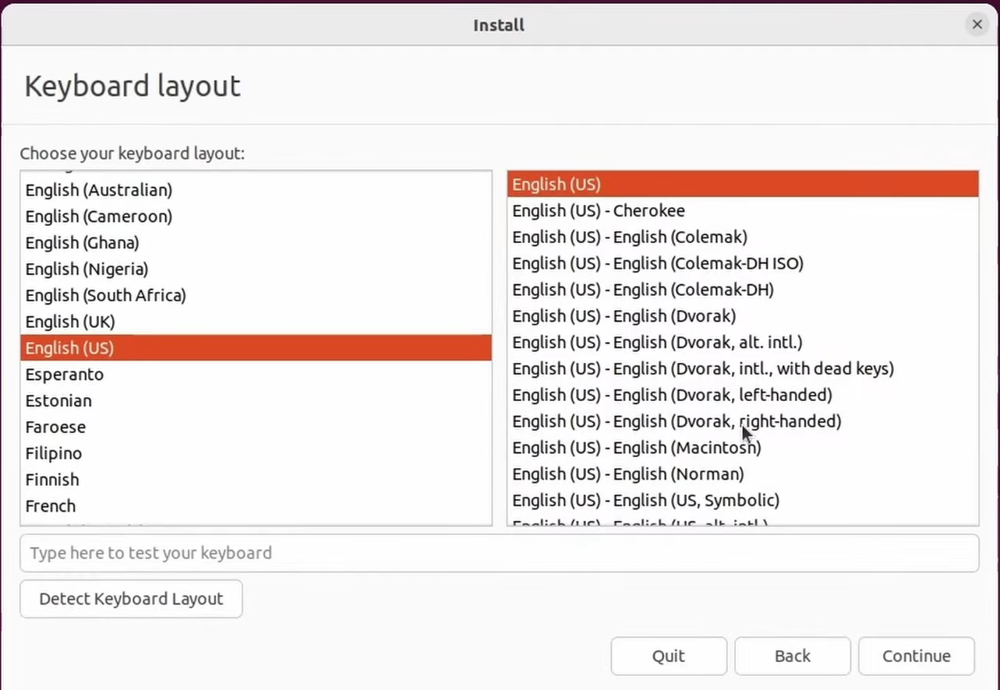 Install
Keyboard layout
Choose your keyboard layout:
English (Australian)
English (Cameroon)
English (Ghana)
English (Nigeria)
English (South Africa)
English (UK)
English (US)
Esperanto
Estonian
Faroese
Filipino
Finnish
French
English (US)
English (US) - Cherokee
English (US) - English (Colemak)
English (US) - English (Colemak-DH ISO)
English (US) - English (Colemak-DH)
English (US) - English (Dvorak)
English (US) - English (Dvorak, alt. intl.)
English (US) - English (Dvorak, intl., with dead keys)
English (US) - English (Dvorak, left-handed)
English (US) - English (Dvorak, right-handed)
English (US) - English (Macintosh)
English (US) - English (Norman)
English (US) - English (US, Symbolic)
English (US) - English (US, alt. intl.)
Type here to test your keyboard
Detect Keyboard Layout
Quit
Back
Continue